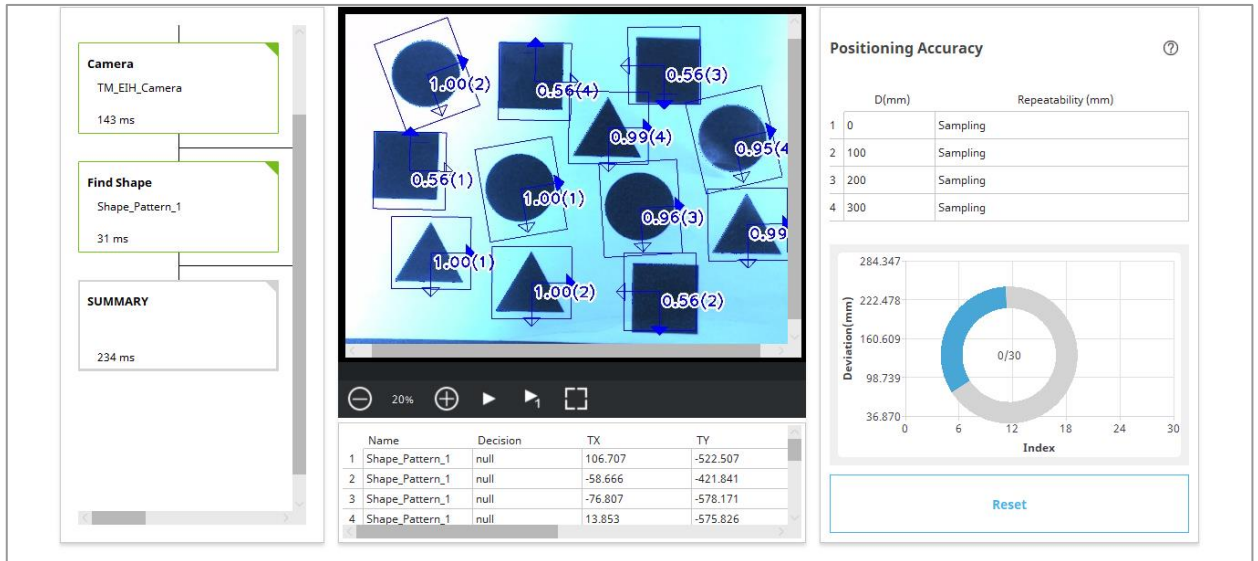 Camera
TM_EIH_Camera
143 ms
Find Shape
Shape_Pattern_1
31 ms
SUMMARY
234 ms
1.00(2)
0.56(4)
0.56(3)
0.99(4)
0.95(4
0.56(1)
1.00(1)
0.96(3)
0.99
1.00(1)
1.00(2)
0.56(2)
20%
1
Name Decision TX TY
1 Shape_Pattern_1 null 106.707 -522.507
2 Shape_Pattern_1 null -58.666 -421.841
3 Shape_Pattern_1 null -76.807 -578.171
4 Shape_Pattern_1 null 13.853 -575.826
Positioning Accuracy ?
D(mm) Repeatability (mm)
1 0 Sampling
2 100 Sampling
3 200 Sampling
4 300 Sampling
Deviation(mm)
284.347
222.478
160.609
98.739
36.870
0/30
0 6 12 18 24 30
Index
Reset